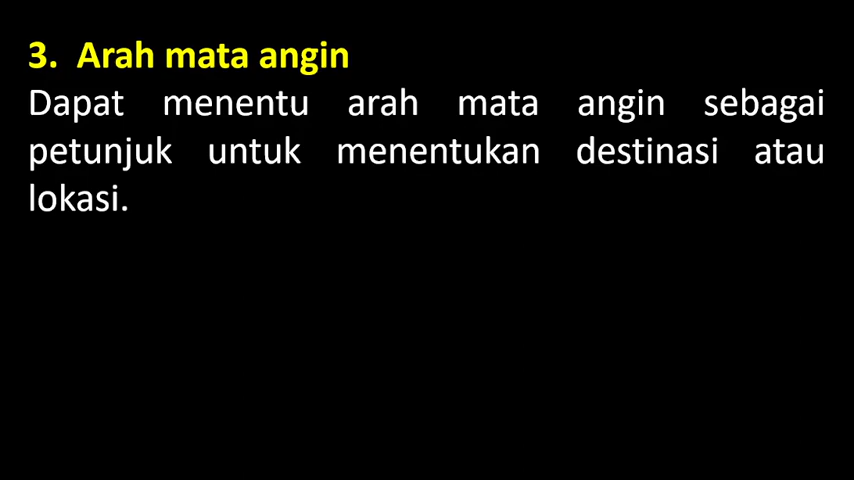 3. Arah mata angin
Dapat menentu arah mata angin sebagai
petunjuk untuk menentukan destinasi atau
lokasi.